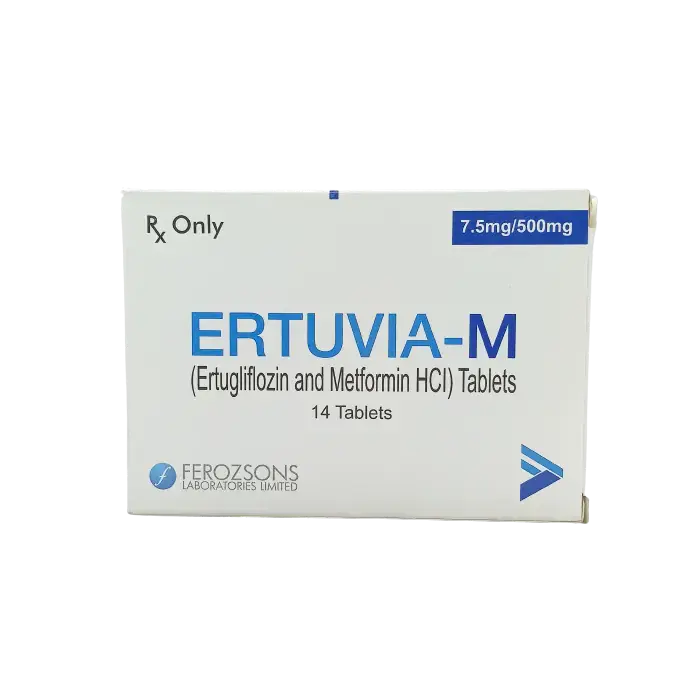 Rx Only
7.5mg/500mg
ERTUVIA-M
(Ertugliflozin and Metformin HCl) Tablets
14 Tablets
FEROZSONS
LABORATORIES LIMITED